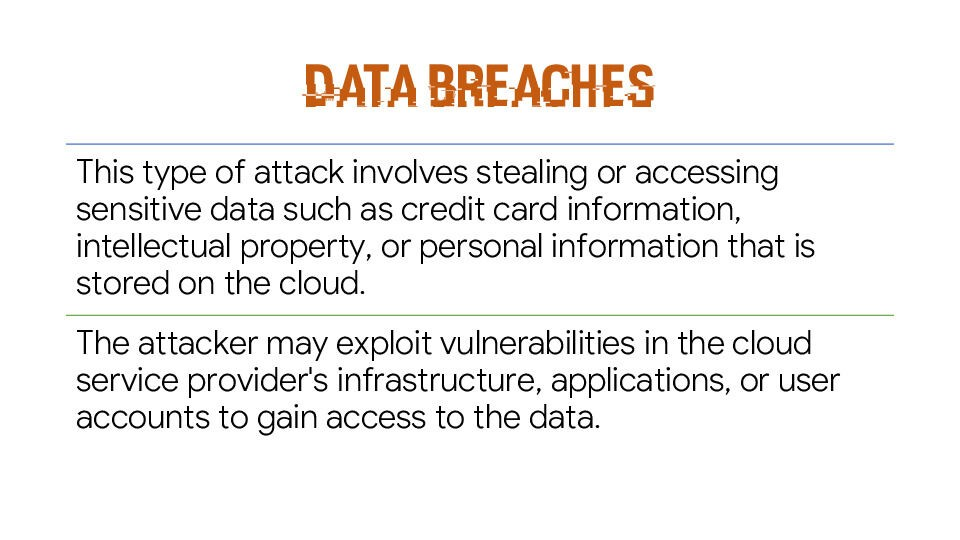 DATA BREACHES
This type of attack involves stealing or accessing
sensitive data such as credit card information,
intellectual property, or personal information that is
stored on the cloud.
The attacker may exploit vulnerabilities in the cloud
service provider's infrastructure, applications, or user
accounts to gain access to the data.